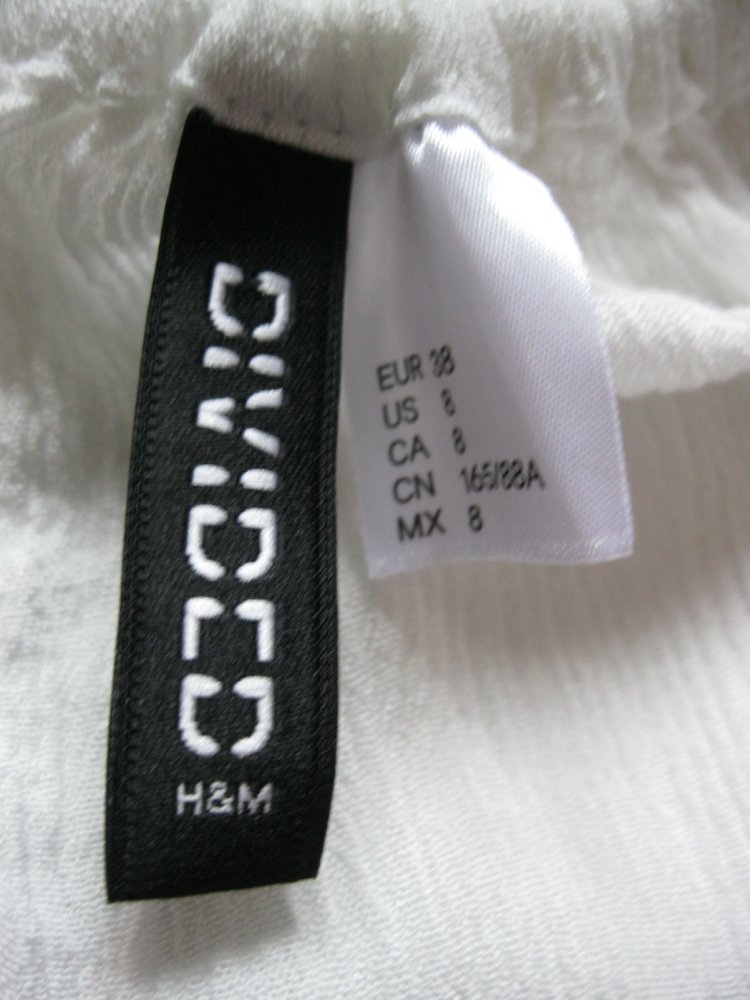 DIVIDED
H&M
EUR 38
US 8
CA 8
CN 165/88A
MX 8